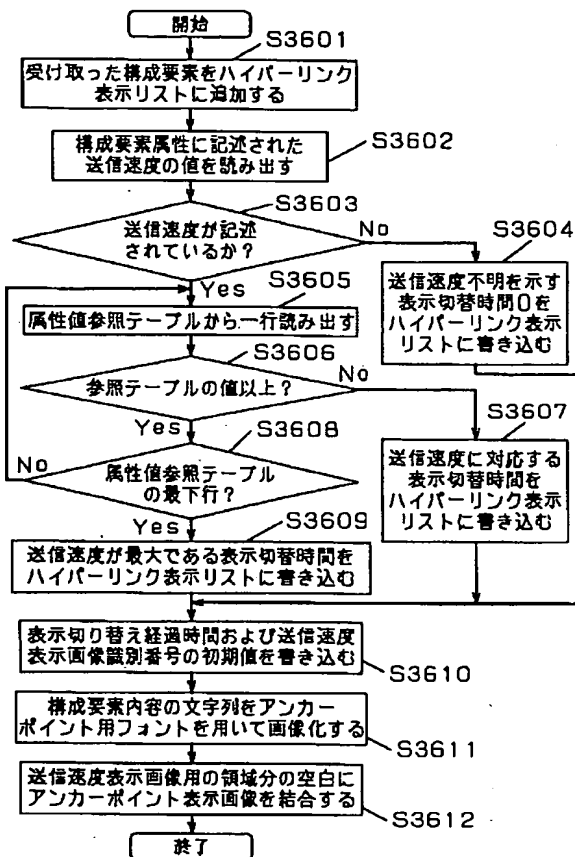 開始
S3601
受け取った構成要素をハイパーリンク
表示リストに追加する
S3602
構成要素属性に記述された
送信速度の値を読み出す
S3603
送信速度が記述
されているか?
No
Yes
S3604
送信速度不明を示す
表示切替時間0を
ハイパーリンク表示
リストに書き込む
S3605
属性値参照テーブルから一行読み出す
S3606
参照テーブルの値以上?
No
Yes
S3607
送信速度に対応する
表示切替時間を
ハイパーリンク表示
リストに書き込む
S3608
属性値参照テーブル
の最下行?
No
Yes
S3609
送信速度が最大である表示切替時間を
ハイパーリンク表示リストに書き込む
表示切り替え経過時間および送信速度
表示画像識別番号の初期値を書き込む
S3610
構成要素内容の文字列をアンカー
ポイント用フォントを用いて画像化する
S3611
送信速度表示画像用の領域分の空白に
アンカーポイント表示画像を結合する
S3612
終了